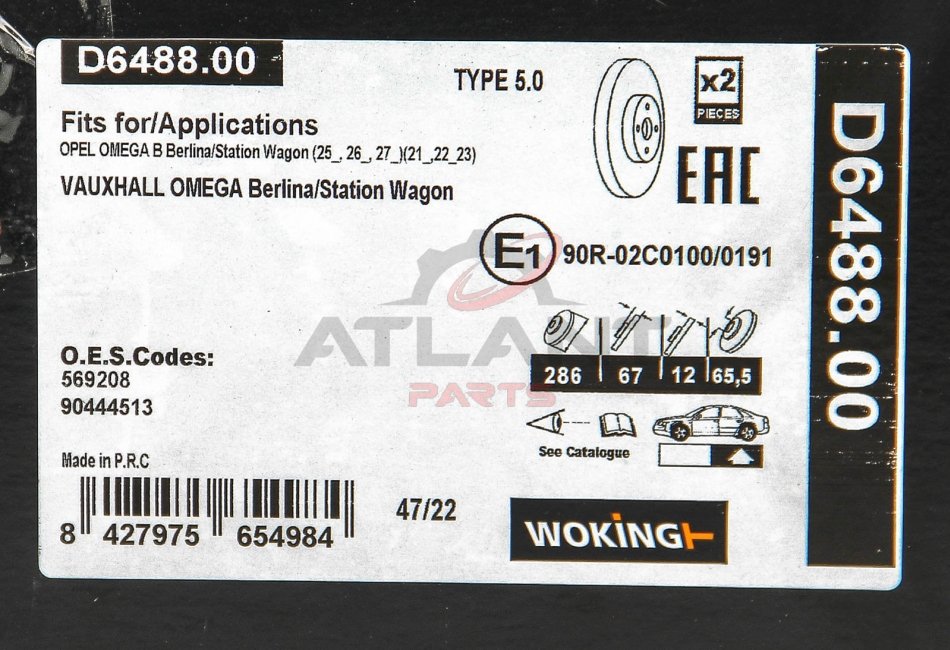 D6488.00
TYPE 5.0
x2
PIECES
Fits for/Applications
OPEL OMEGA B Berlina/Station Wagon (25_, 26_, 27_)(21_,22_23)
VAUXHALL OMEGA Berlina/Station Wagon
EAC
E1 90R-02C0100/0191
ATLANT
PARTS
286 67 12 65,5
O.E.S.Codes:
569208
90444513
See Catalogue
Made in P.R.C
8 427975 654984
47/22
WOKING
D6488.00